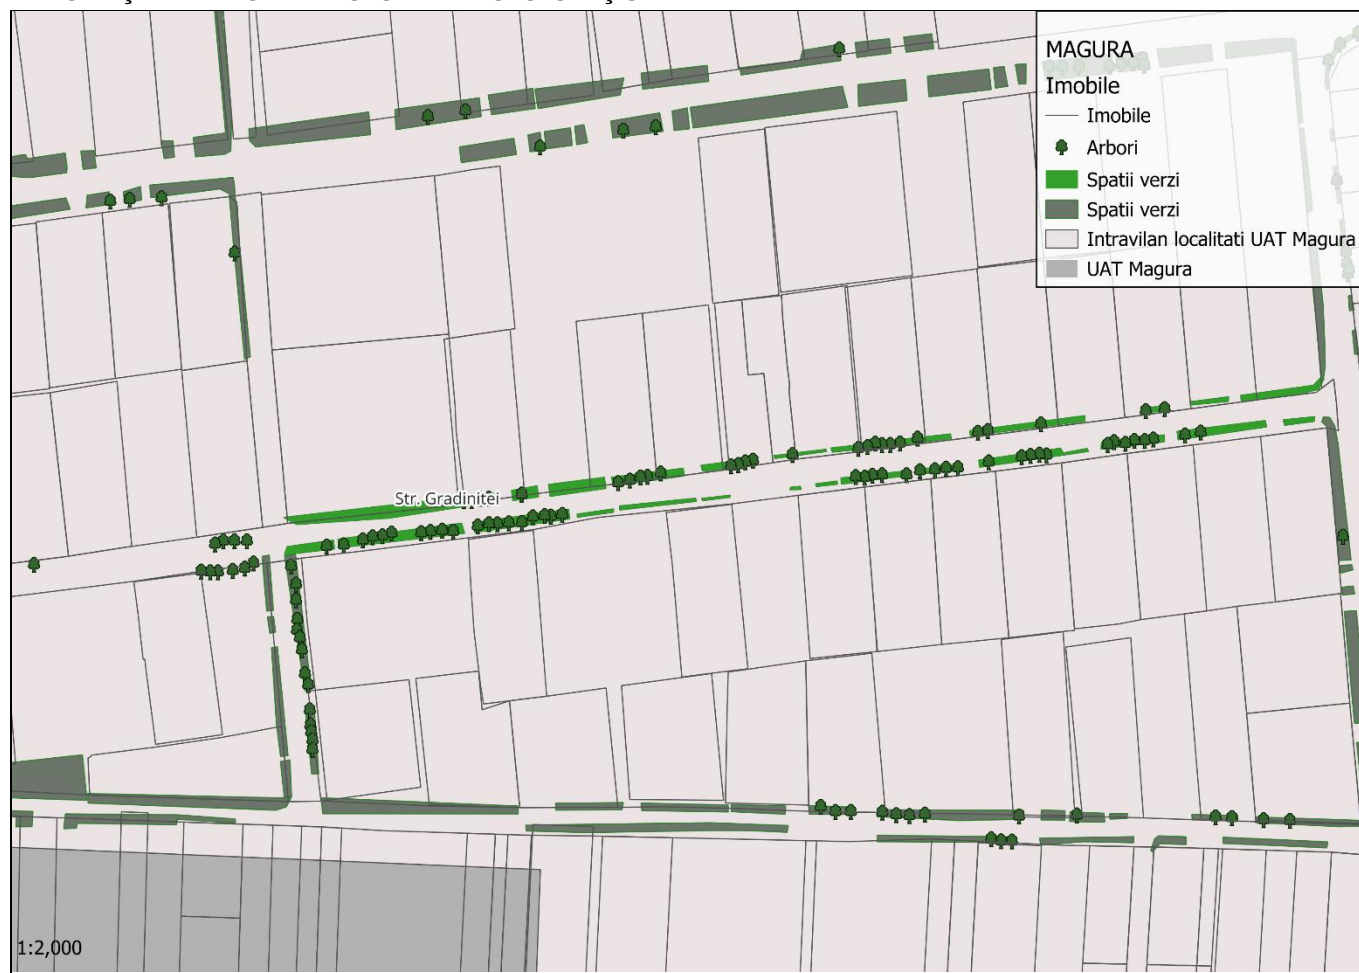 MAGURA
Imobile
Imobile
Arbori
Spatii verzi
Spatii verzi
Intravilan localitati UAT Magura
UAT Magura
Str. Gradinitei
1:2,000